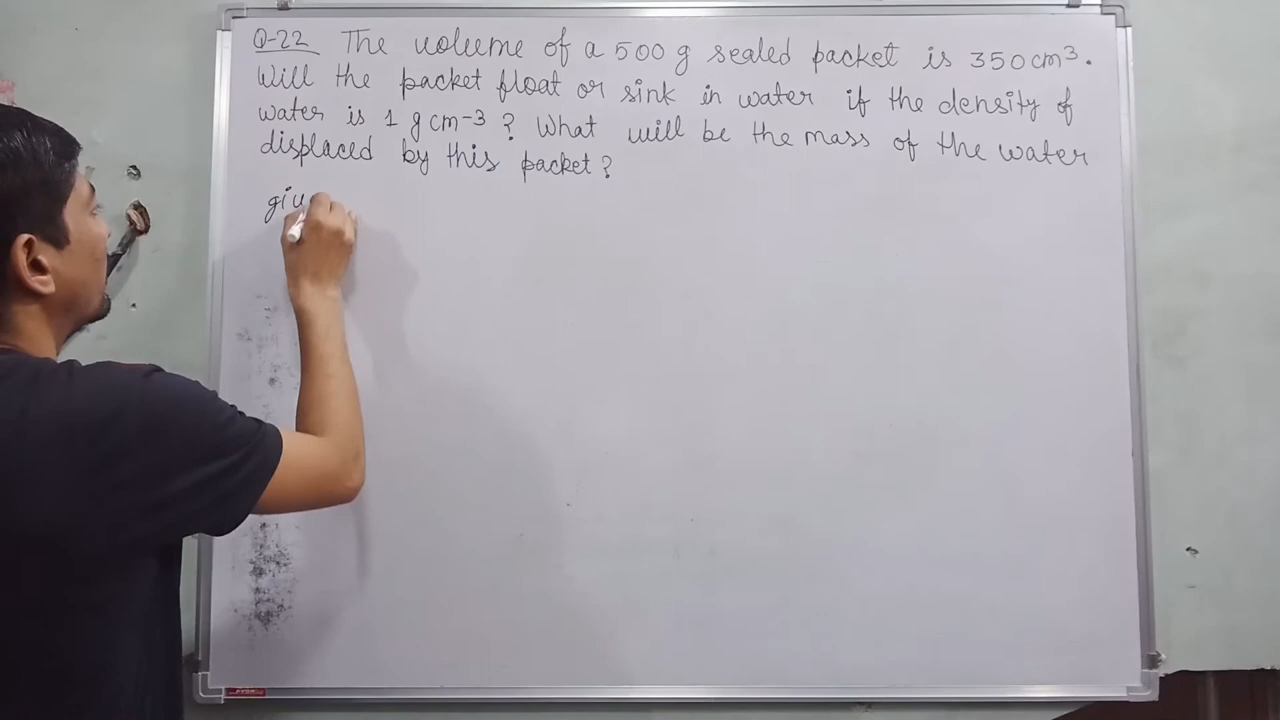 Q-22 The volume of a 500 g sealed packet is 350 cm³.
Will the packet float or sink in water if the density of
water is 1 g cm-3 ? What will be the mass of the water
displaced by this packet ?
giv